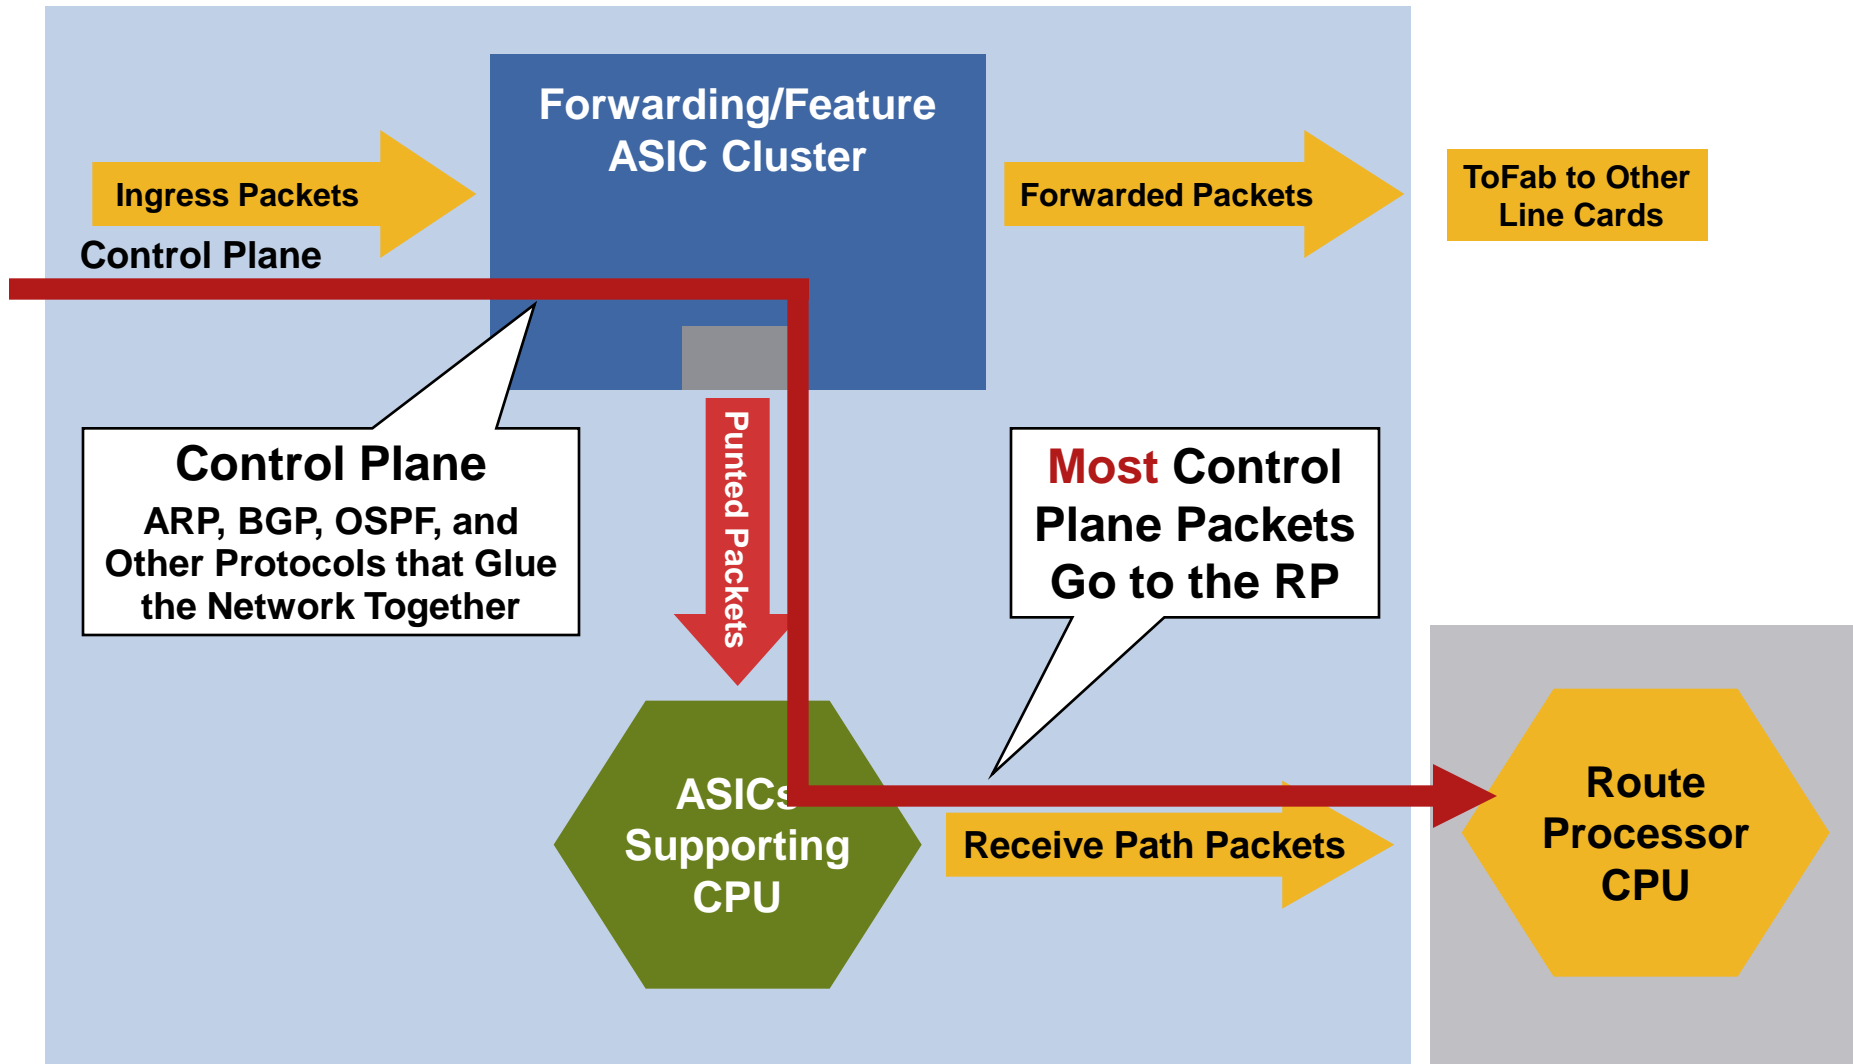 Forwarding/Feature
ASIC Cluster
Ingress Packets
Forwarded Packets
ToFab to Other
Line Cards
Control Plane
Control Plane
ARP, BGP, OSPF, and
Other Protocols that Glue
the Network Together
Punted Packets
Most Control
Plane Packets
Go to the RP
ASICs
Supporting
CPU
Receive Path Packets
Route
Processor
CPU